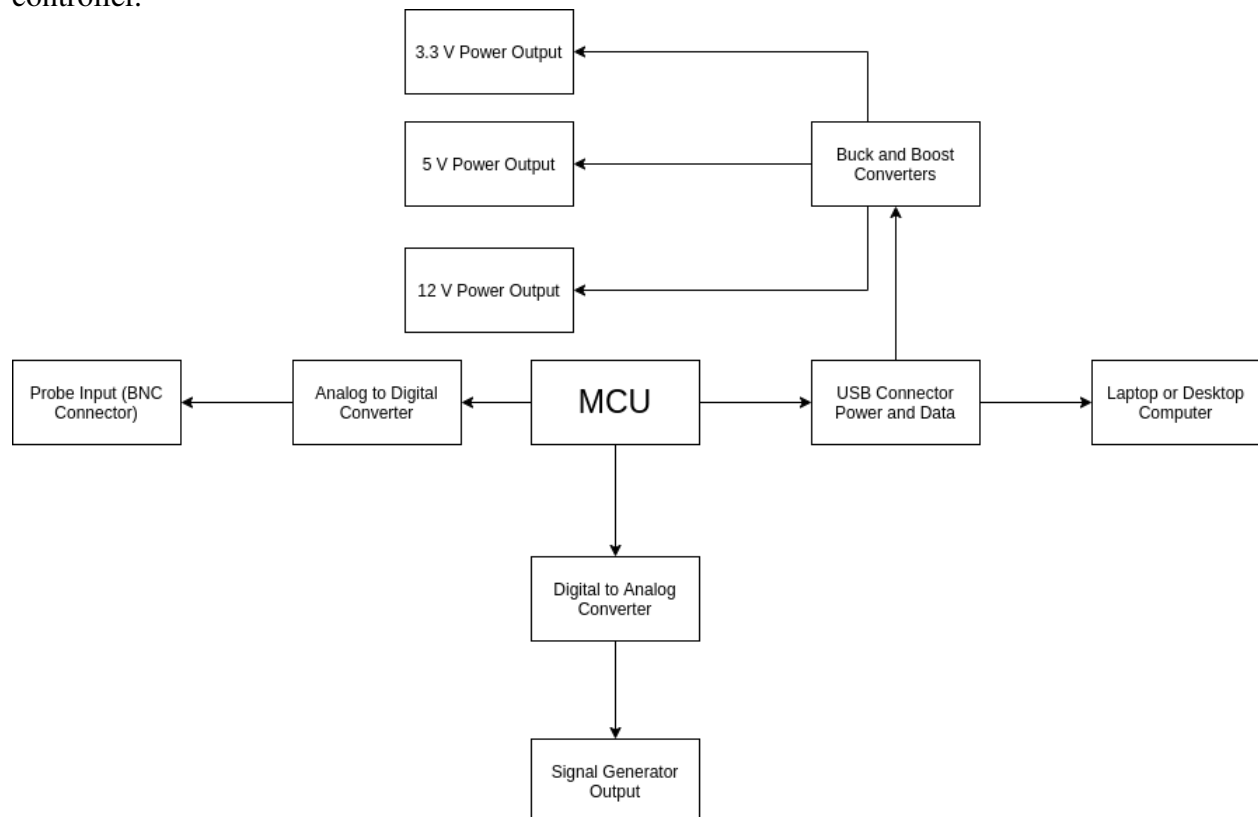 controller.
3.3 V Power Output
Buck and Boost
Converters
5 V Power Output
12 V Power Output
Probe Input (BNC
Connector)
Analog to Digital
Converter
MCU
USB Connector
Power and Data
Laptop or Desktop
Computer
Digital to Analog
Converter
Signal Generator
Output